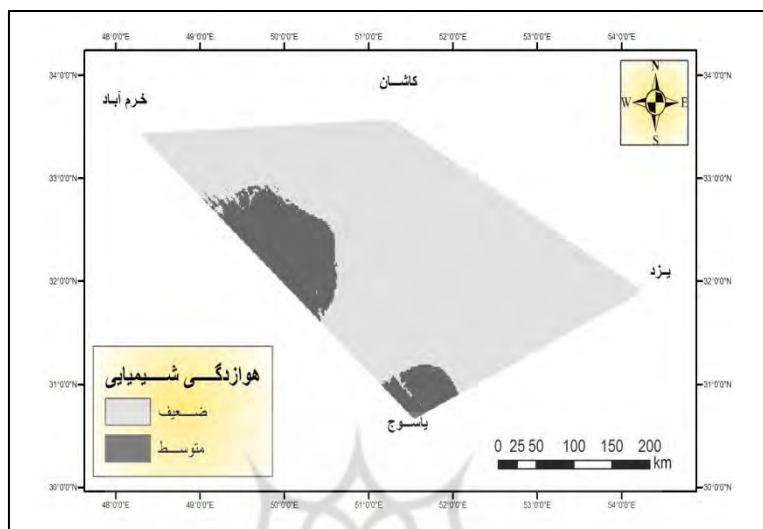 48°0'0"E 49°0'0"E 50°0'0"E 51°0'0"E 52°0'0"E 53°0'0"E 54°0'0"E
34°0'0"N 34°0'0"N
کاشان
خرم آباد
N
W E
S
33°0'0"N 33°0'0"N
یزد
32°0'0"N 32°0'0"N
هوازدگی شیمیایی
31°0'0"N 31°0'0"N
ضعیف
یاسوج
متوسط
0 25 50 100 150 200
km
30°0'0"N 30°0'0"N
48°0'0"E 49°0'0"E 50°0'0"E 51°0'0"E 52°0'0"E 53°0'0"E 54°0'0"E